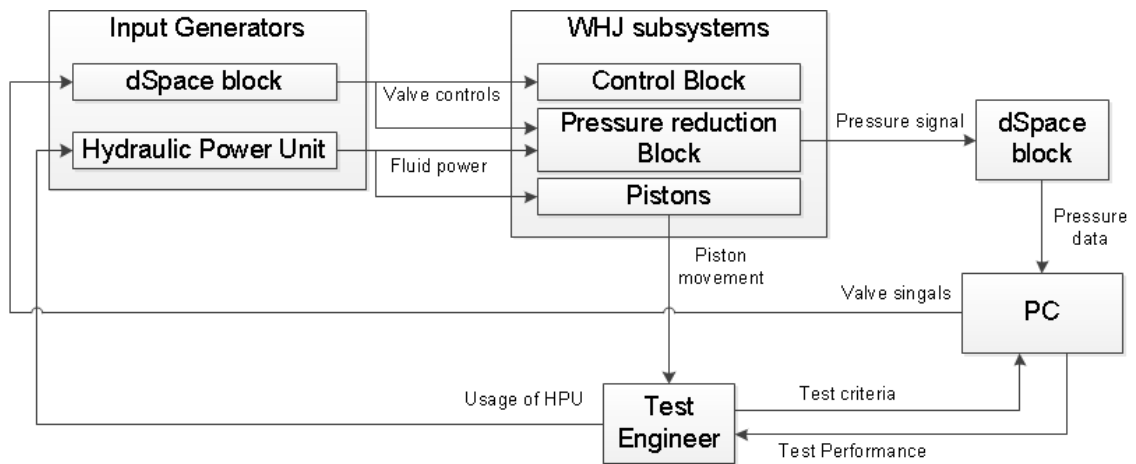 Input Generators
dSpace block
Hydraulic Power Unit
Valve controls
Fluid power
WHJ subsystems
Control Block
Pressure reduction
Block
Pistons
Pressure signal
dSpace
block
Pressure
data
Piston
movement
Valve singals
PC
Usage of HPU
Test
Engineer
Test criteria
Test Performance